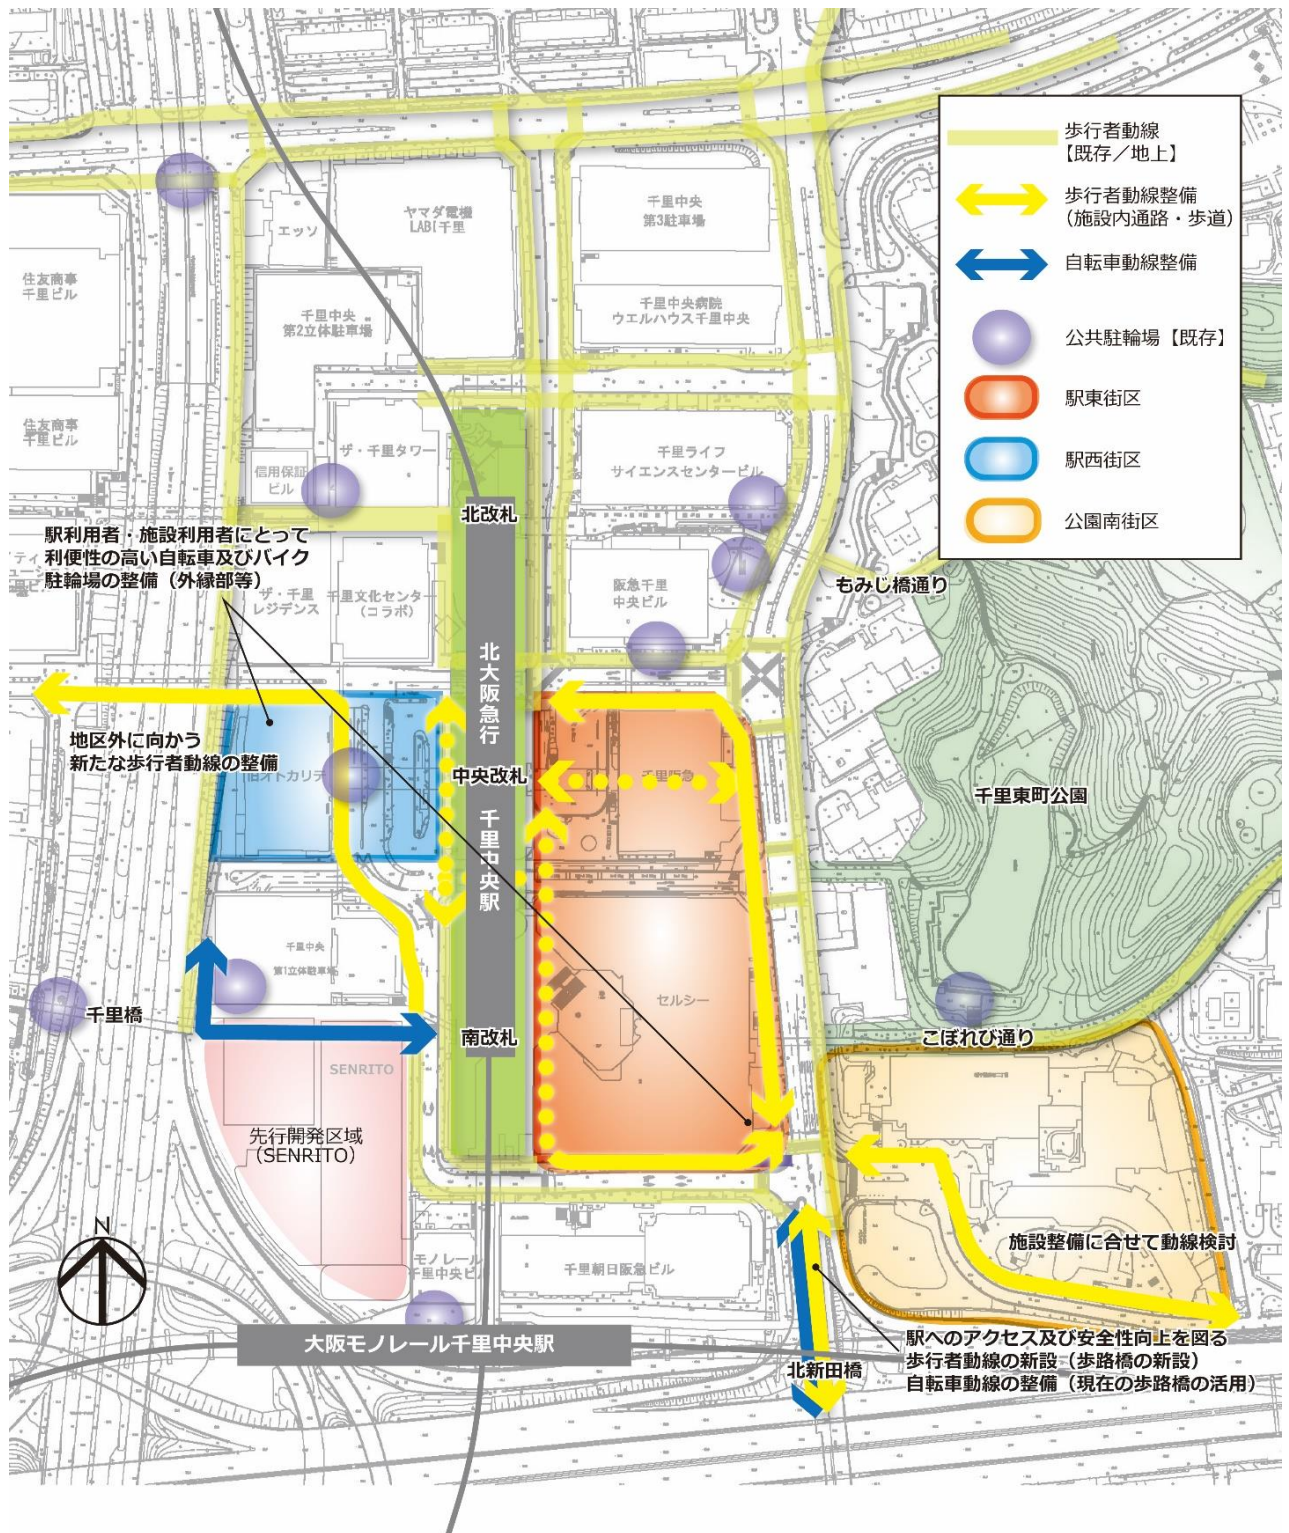 歩行者動線
【既存／地上】
歩行者動線整備
(施設内通路・歩道)
自転車動線整備
公共駐輪場【既存】
駅東街区
駅西街区
公園南街区
エッソ
ヤマダ電機
LABI千里
千里中央
第3駐車場
住友商事
千里ビル
千里中央
第2立体駐車場
千里中央病院
ウエルハウス千里中央
住友商事
千里ビル
ザ・千里タワー
信用保証
ビル
千里ライフ
サイエンスセンタービル
北改札
駅利用者・施設利用者にとって
利便性の高い自転車及びバイク
駐輪場の整備（外縁部等）
ザ・千里
レジデンス
千里文化センター
（コラボ）
阪急千里
中央ビル
もみじ橋通り
北大阪急行
千里中央駅
地区外に向かう
新たな歩行者動線の整備
旧オトカリテ
中央改札
千里阪急
千里東町公園
千里中央
第1立体駐車場
セルシー
千里橋
南改札
こぼれび通り
SENRITO
先行開発区域
（SENRITO）
N
モノレール
千里中央ビル
千里朝日阪急ビル
施設整備に合せて動線検討
大阪モノレール千里中央駅
北新田橋
駅へのアクセス及び安全性向上を図る
歩行者動線の新設（歩路橋の新設）
自転車動線の整備（現在の歩路橋の活用）